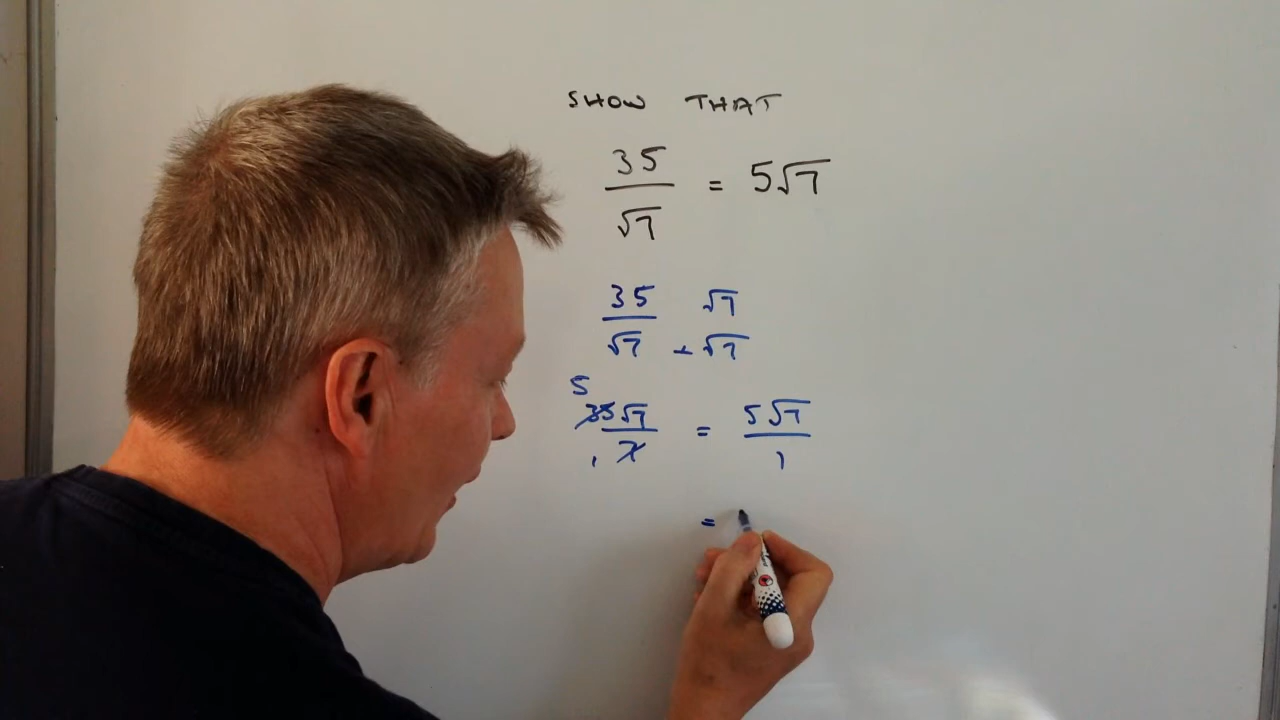 SHOW THAT
35/√7 = 5√7
35/√7 × √7/√7
5
35√7/7 = 5√7/1
1
=